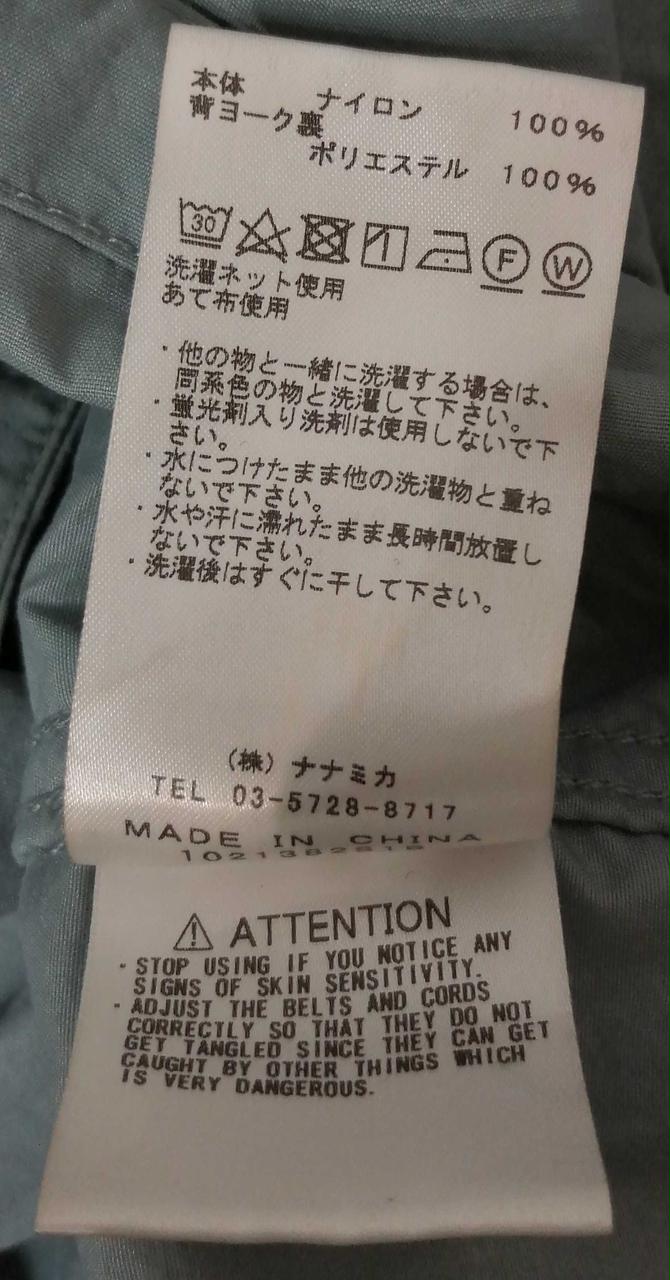 本体 ナイロン 100%
背ヨーク裏
ポリエステル 100%
30 F W
洗濯ネット使用
あて布使用
・他の物と一緒に洗濯する場合は、
同系色の物と洗濯して下さい。
・蛍光剤入り洗剤は使用しないで下
さい。
・水につけたまま他の洗濯物と重ね
ないで下さい。
・水や汗に濡れたまま長時間放置し
ないで下さい。
・洗濯後はすぐに干して下さい。
(株) ナナミカ
TEL 03-5728-8717
MADE IN CHINA
⚠ ATTENTION
・STOP USING IF YOU NOTICE ANY
SIGNS OF SKIN SENSITIVITY.
・ADJUST THE BELTS AND CORDS
CORRECTLY SO THAT THEY DO NOT
GET TANGLED SINCE THEY CAN GET
CAUGHT BY OTHER THINGS WHICH
IS VERY DANGEROUS.